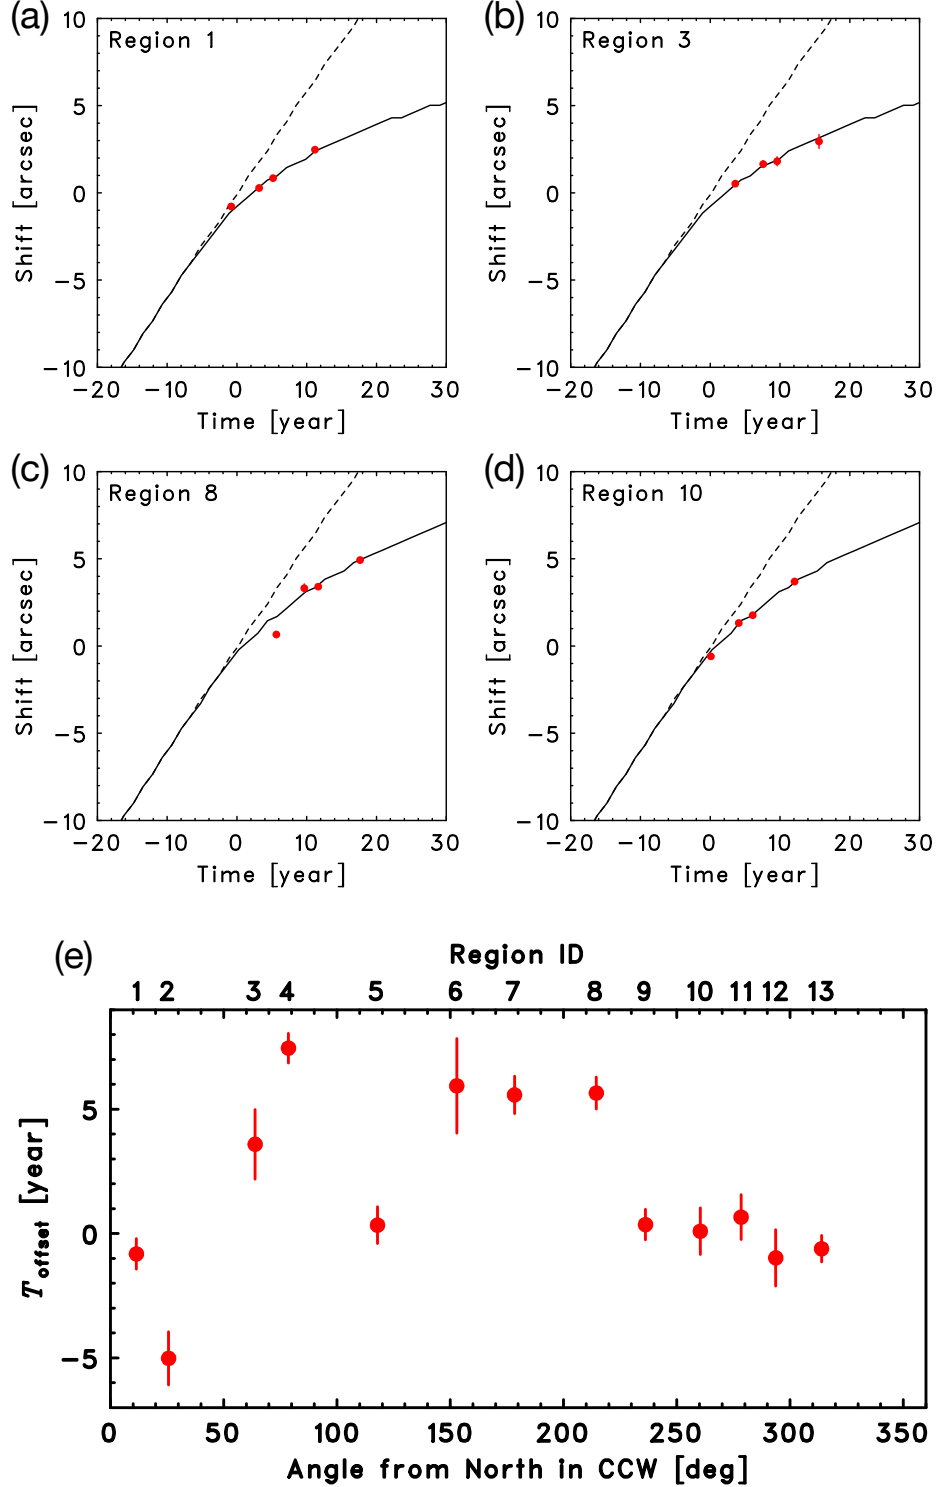 (a)
Region 1
10
5
0
−5
−10
Shift [arcsec]
−20 −10 0 10 20 30
Time [year]
(b)
Region 3
10
5
0
−5
−10
Shift [arcsec]
−20 −10 0 10 20 30
Time [year]
(c)
Region 8
10
5
0
−5
−10
Shift [arcsec]
−20 −10 0 10 20 30
Time [year]
(d)
Region 10
10
5
0
−5
−10
Shift [arcsec]
−20 −10 0 10 20 30
Time [year]
(e)
Region ID
1 2 3 4 5 6 7 8 9 10 11 12 13
5
0
−5
T offset [year]
0 50 100 150 200 250 300 350
Angle from North in CCW [deg]